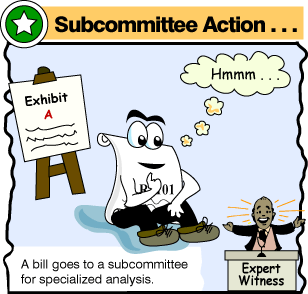 Subcommittee Action . . .
Hmmm . . .
Exhibit
A
Expert
Witness
A bill goes to a subcommittee
for specialized analysis.